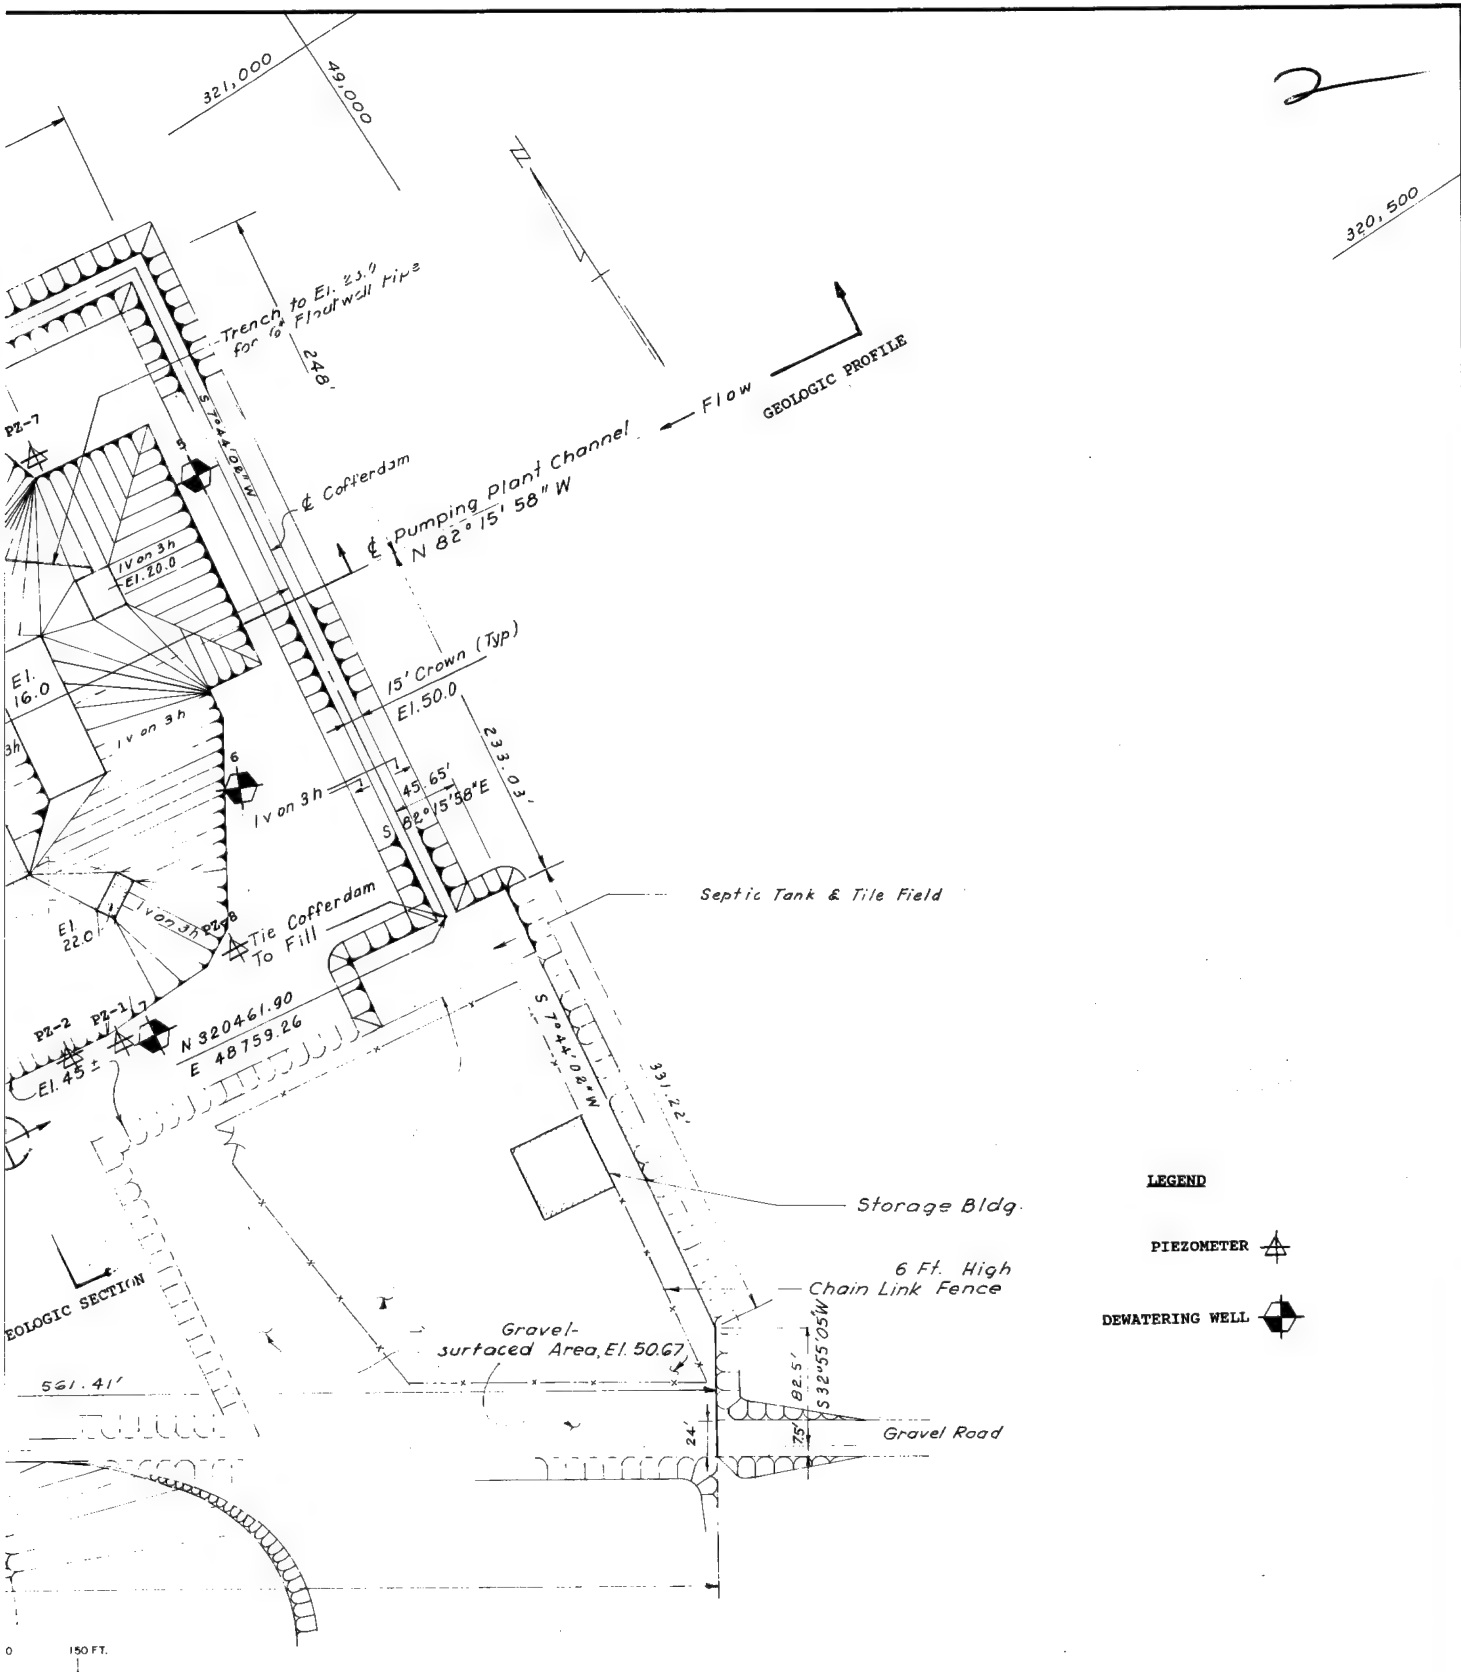 2
321,000
49,000
320,500
Trench to El. 23.0
for 6" Floatwell Pipe
248'
PZ-7
5
S 7°44'02" W
₵ Cofferdam
Flow
GEOLOGIC PROFILE
₵ Pumping Plant Channel
N 82° 15' 58" W
1V on 3h
El. 20.0
El.
16.0
15' Crown (Typ)
El. 50.0
1v on 3h
3h
6
233.03'
1v on 3h
45.65'
S 82°15'58"E
Septic Tank & Tile Field
El.
22.0
1v on 3h
PZ-8
Tie Cofferdam
To Fill
PZ-2
PZ-1
7
N 320461.90
E 48759.26
El. 45 ±
S 7°44'02" W
331.22'
Storage Bldg.
LEGEND
PIEZOMETER
DEWATERING WELL
6 Ft. High
Chain Link Fence
EOLOGIC SECTION
Gravel-
surfaced Area, El. 50.67
561.41'
82.5'
S 32°55'05"W
24'
75'
Gravel Road
0 150 FT.